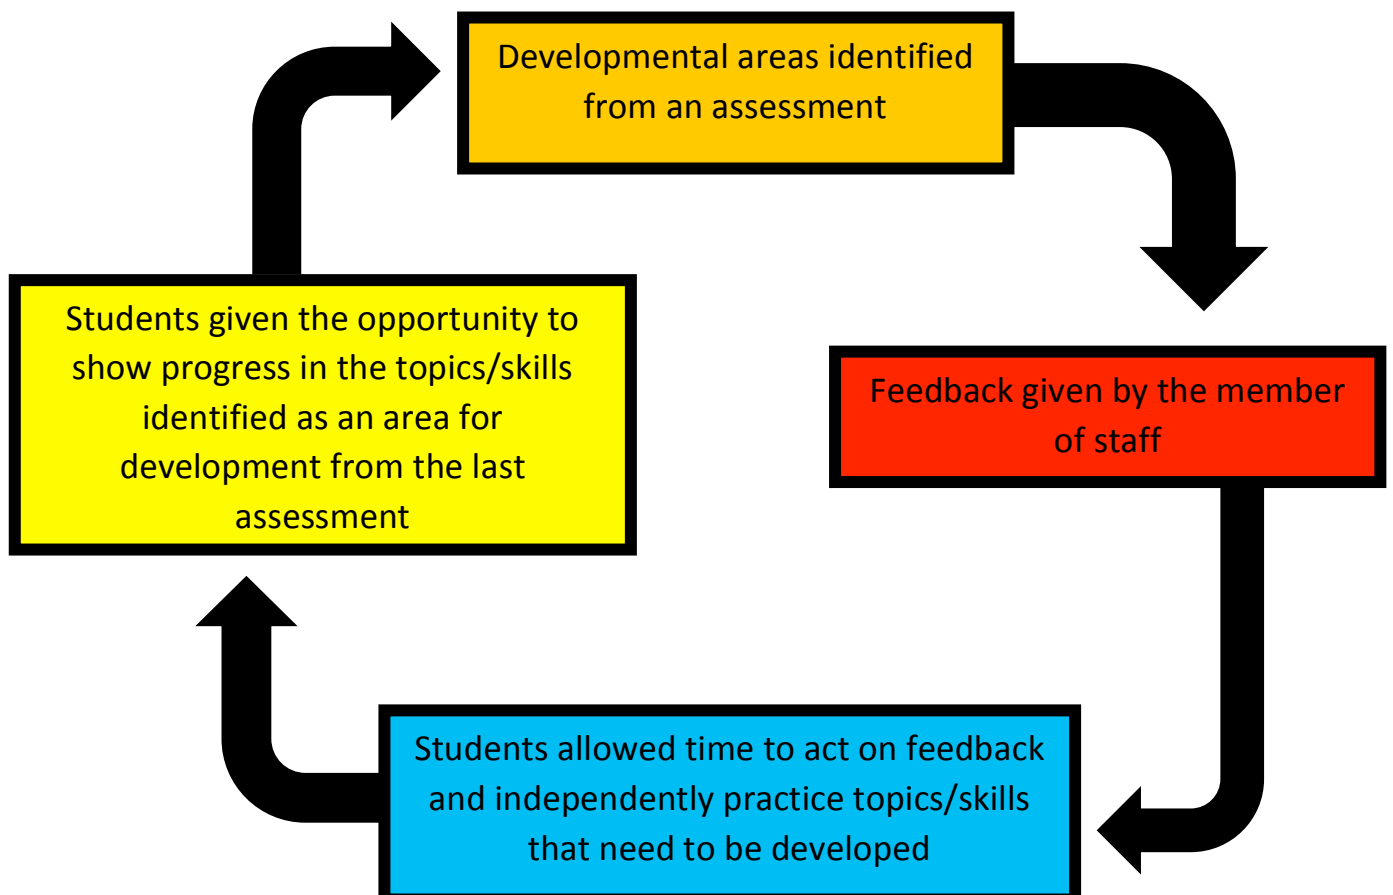 Developmental areas identified
from an assessment
Feedback given by the member
of staff
Students allowed time to act on feedback
and independently practice topics/skills
that need to be developed
Students given the opportunity to
show progress in the topics/skills
identified as an area for
development from the last
assessment